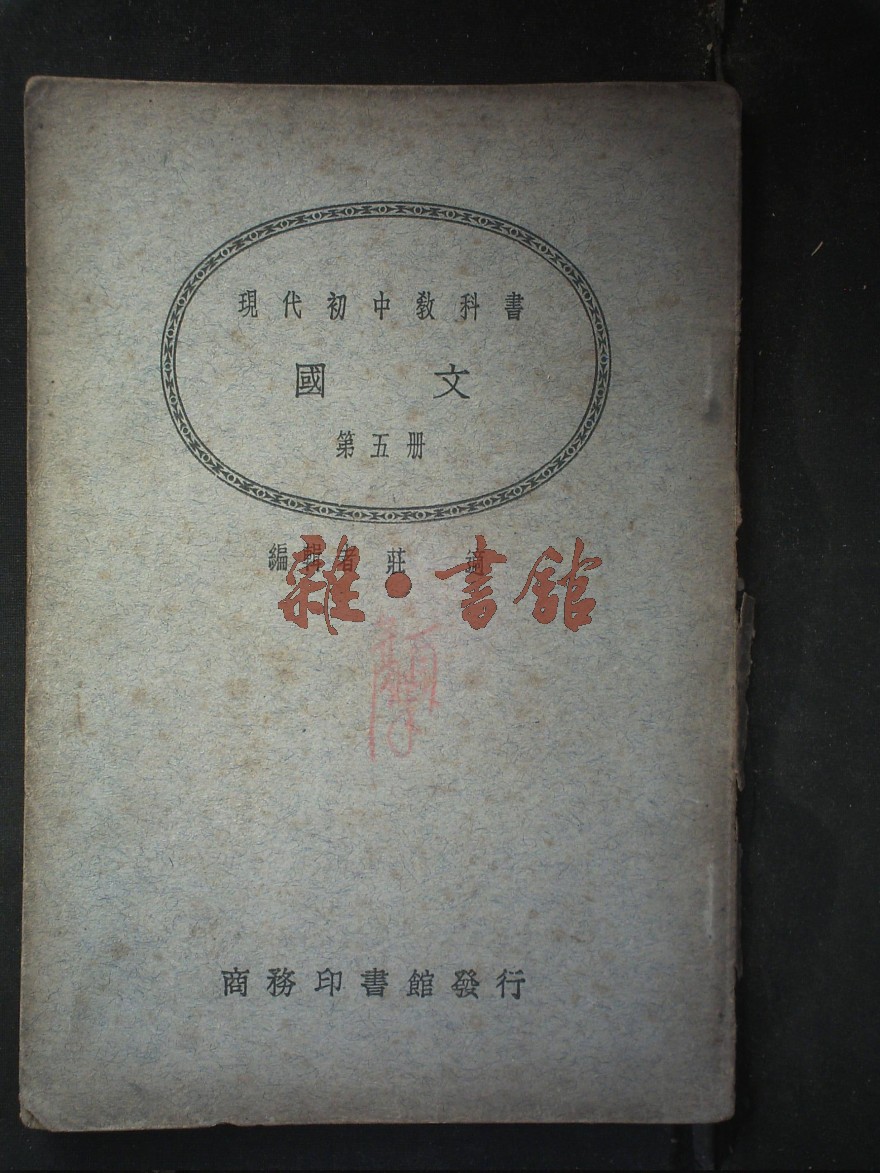 現代初中教科書
國文
第五册
編輯者 莊 適
雜·書館
商務印書館發行